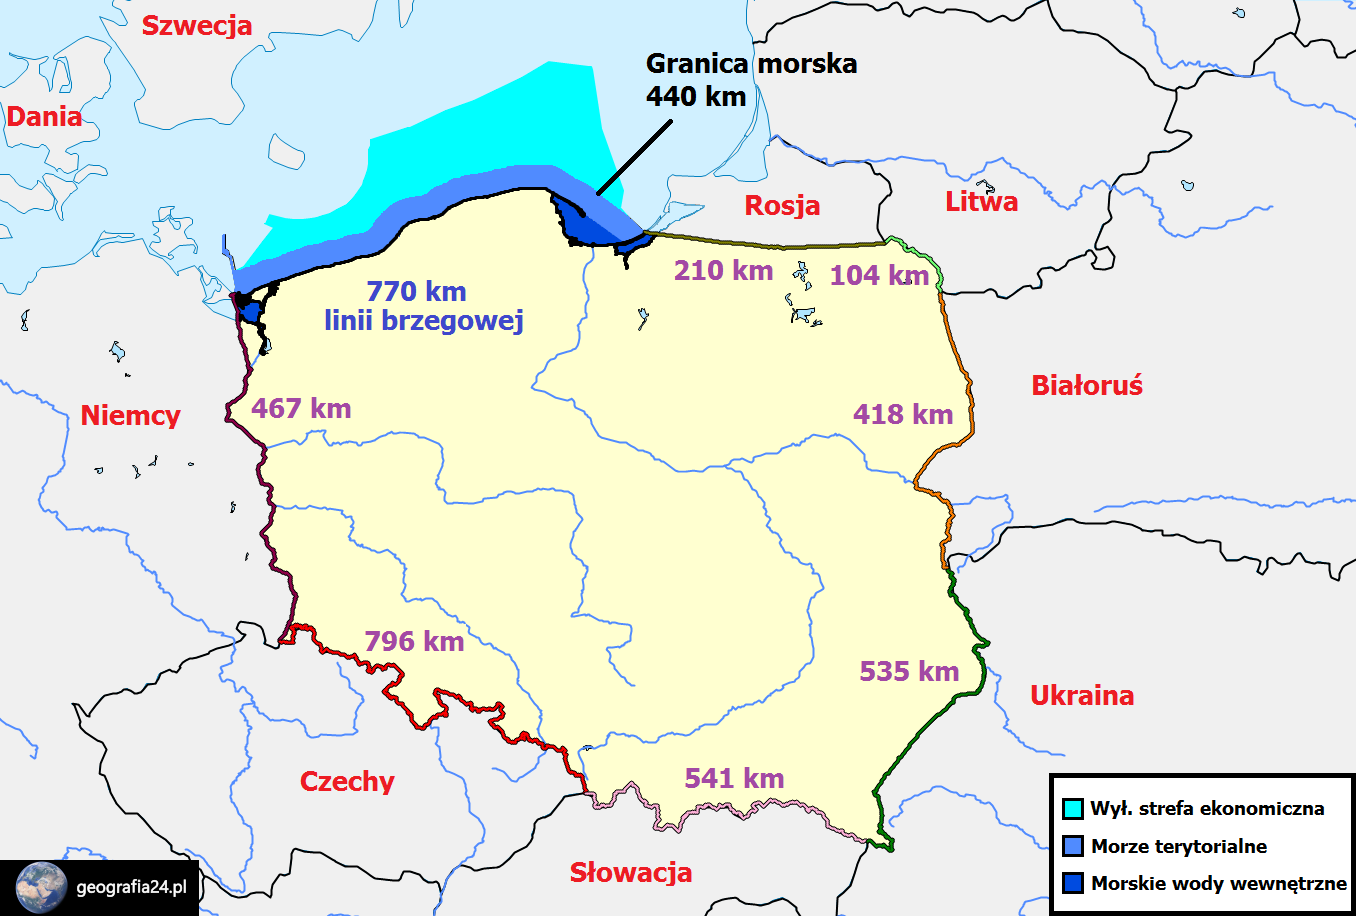 Szwecja
Granica morska
440 km
Dania
Rosja
Litwa
210 km
104 km
770 km
linii brzegowej
Białoruś
467 km
418 km
Niemcy
796 km
535 km
Ukraina
541 km
Czechy
Słowacja
Wył. strefa ekonomiczna
Morze terytorialne
Morskie wody wewnętrzne
geografia24.pl